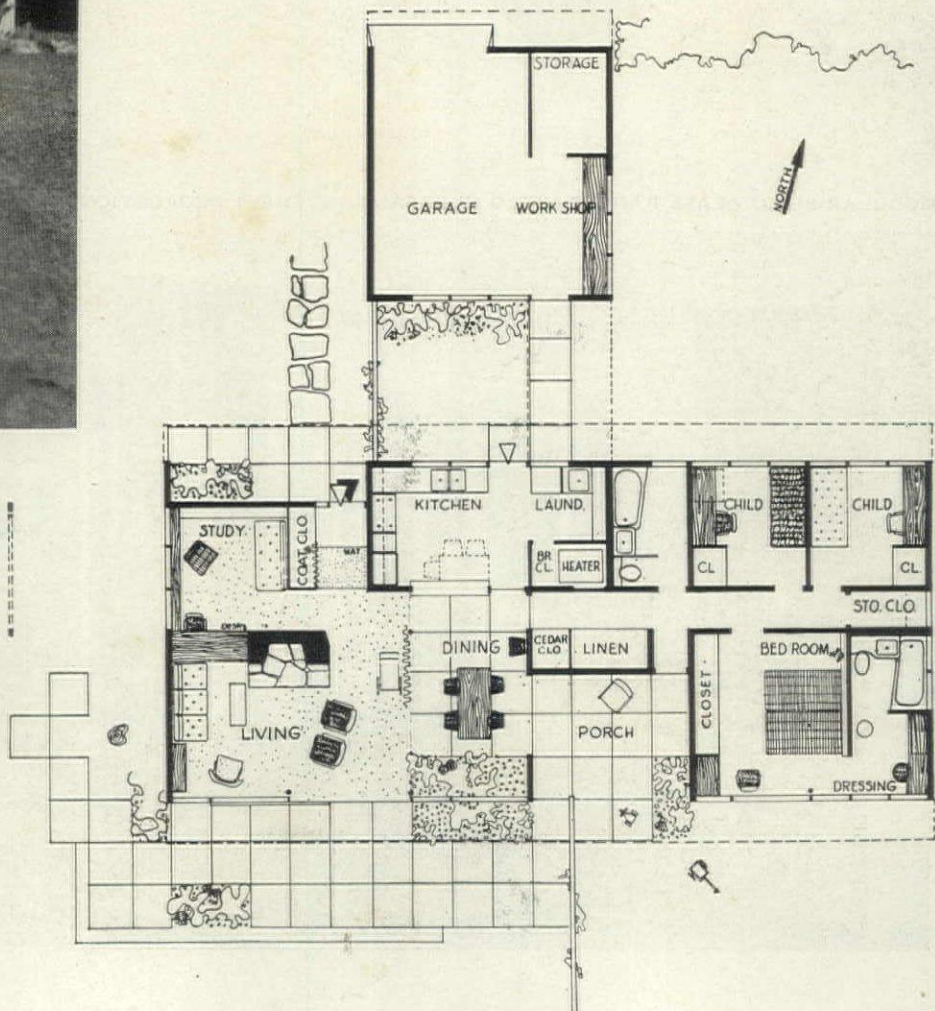 STORAGE
NORTH
GARAGE
WORK SHOP
KITCHEN
LAUND.
CHILD
CHILD
STUDY
COAT CLO
MAT
BR
CL.
HEATER
CL
CL.
STO. CLO.
DESK
DINING
CEDAR
CLO
LINEN
BED ROOM
CLOSET
LIVING
PORCH
DRESSING